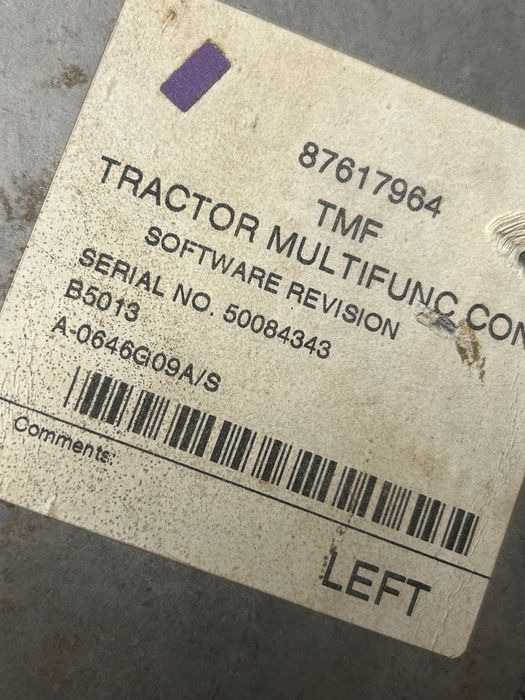 87617964
TMF
TRACTOR MULTIFUNC CON
SOFTWARE REVISION
SERIAL NO. 50084343
B5013
A-0646G09A/S
Comments:
LEFT